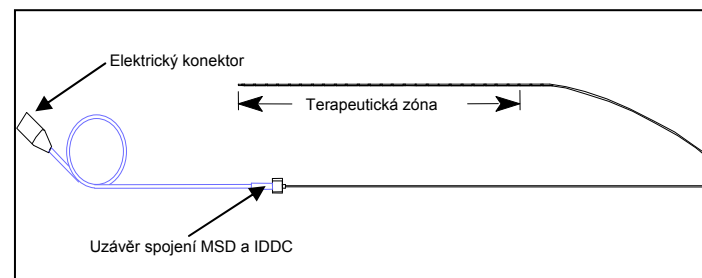 Elektrický konektor
Terapeutická zóna
Uzávěr spojení MSD a IDDC